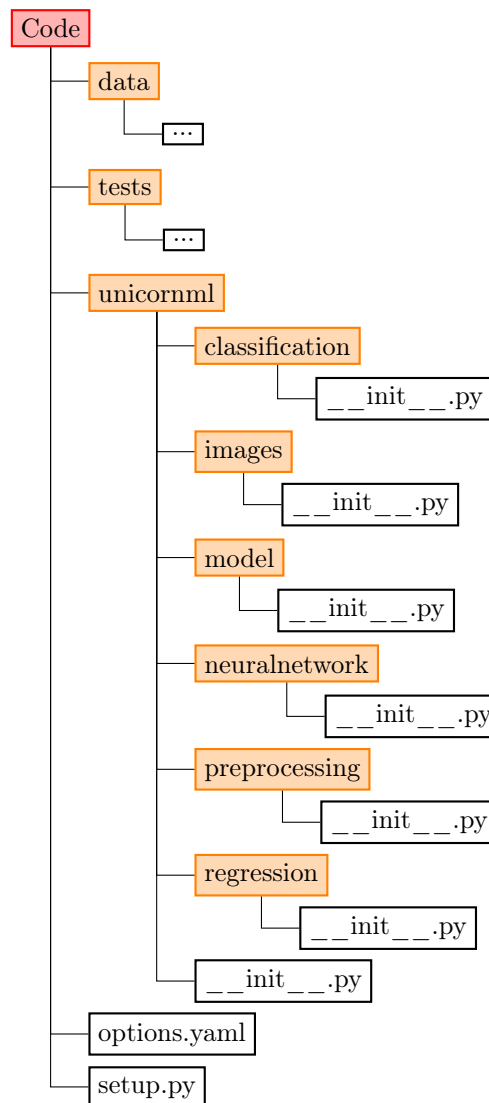 Code
data
...
tests
...
unicornml
classification
__init__.py
images
__init__.py
model
__init__.py
neuralnetwork
__init__.py
preprocessing
__init__.py
regression
__init__.py
__init__.py
options.yaml
setup.py